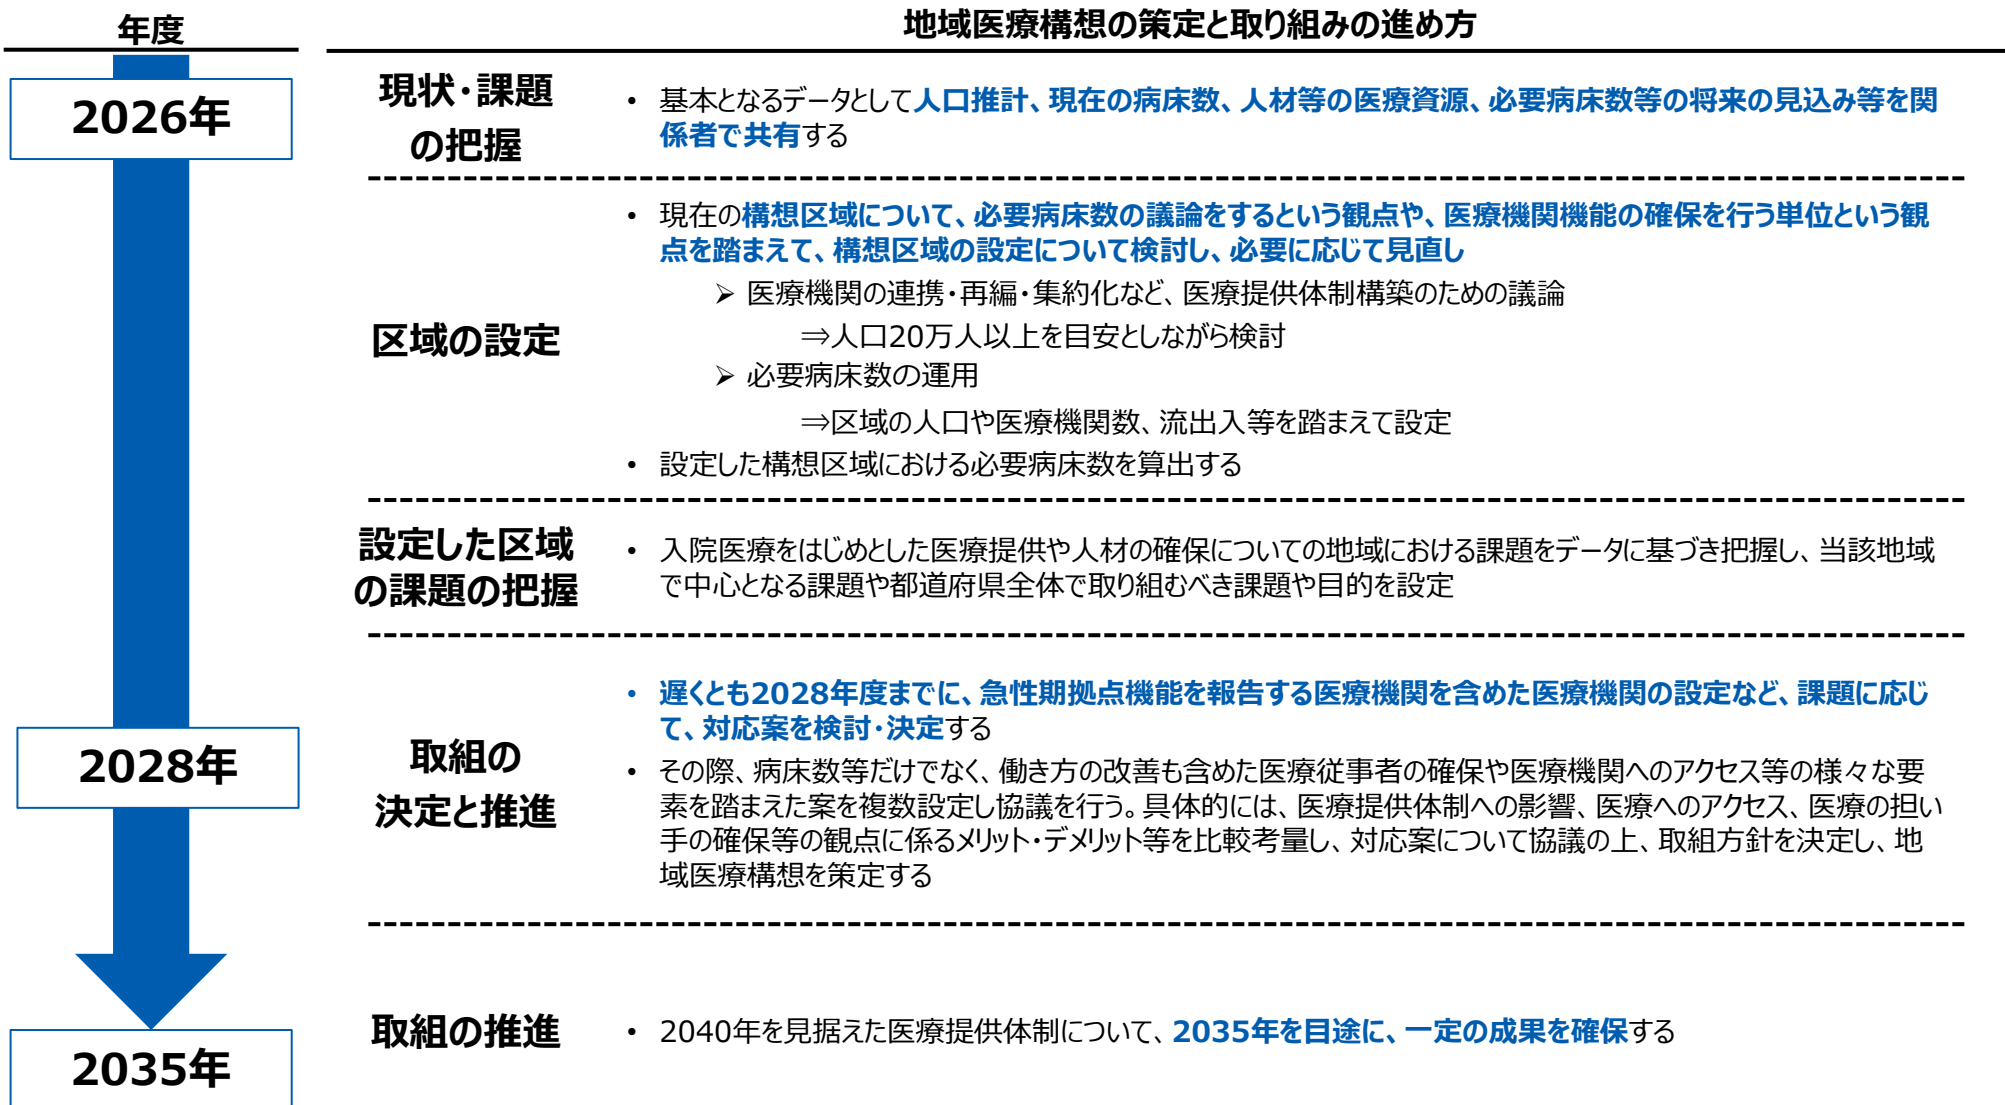 年度
地域医療構想の策定と取り組みの進め方
2026年
現状・課題
の把握
• 基本となるデータとして人口推計、現在の病床数、人材等の医療資源、必要病床数等の将来の見込み等を関
係者で共有する
区域の設定
• 現在の構想区域について、必要病床数の議論をするという観点や、医療機関機能の確保を行う単位という観
点を踏まえて、構想区域の設定について検討し、必要に応じて見直し
➢ 医療機関の連携・再編・集約化など、医療提供体制構築のための議論
⇒人口20万人以上を目安としながら検討
➢ 必要病床数の運用
⇒区域の人口や医療機関数、流出入等を踏まえて設定
• 設定した構想区域における必要病床数を算出する
設定した区域
の課題の把握
• 入院医療をはじめとした医療提供や人材の確保についての地域における課題をデータに基づき把握し、当該地域
で中心となる課題や都道府県全体で取り組むべき課題や目的を設定
2028年
取組の
決定と推進
• 遅くとも2028年度までに、急性期拠点機能を報告する医療機関を含めた医療機関の設定など、課題に応じ
て、対応案を検討・決定する
• その際、病床数等だけでなく、働き方の改善も含めた医療従事者の確保や医療機関へのアクセス等の様々な要
素を踏まえた案を複数設定し協議を行う。具体的には、医療提供体制への影響、医療へのアクセス、医療の担い
手の確保等の観点に係るメリット・デメリット等を比較考量し、対応案について協議の上、取組方針を決定し、地
域医療構想を策定する
2035年
取組の推進
• 2040年を見据えた医療提供体制について、2035年を目途に、一定の成果を確保する